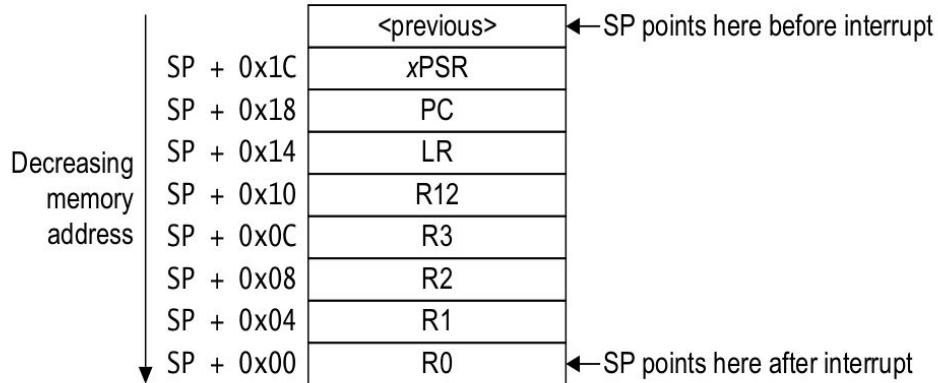 <previous> SP points here before interrupt
SP + 0x1C xPSR
SP + 0x18 PC
SP + 0x14 LR
Decreasing
memory
address
SP + 0x10 R12
SP + 0x0C R3
SP + 0x08 R2
SP + 0x04 R1
SP + 0x00 R0 SP points here after interrupt